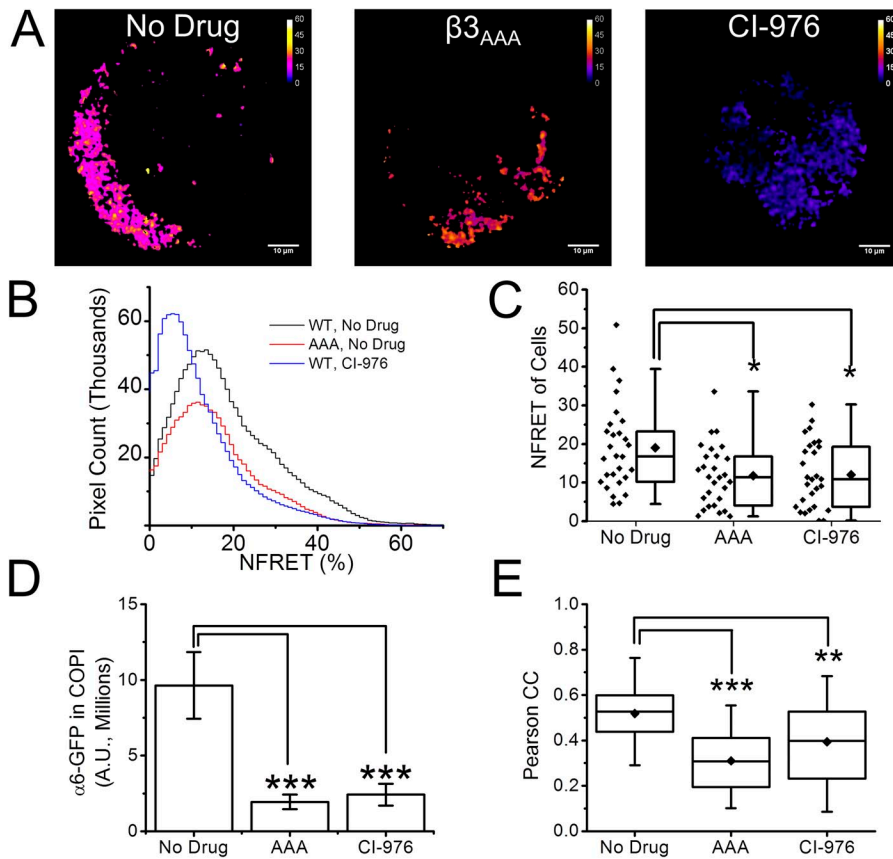 A
No Drug
60
45
30
15
0
10 μm
β3AAA
60
45
30
15
0
10 μm
CI-976
60
45
30
15
0
10 μm
B
Pixel Count (Thousands)
60
40
20
0
20
40
60
NFRET (%)
WT, No Drug
AAA, No Drug
WT, CI-976
C
NFRET of Cells
60
50
40
30
20
10
0
*
*
No Drug
AAA
CI-976
D
α6-GFP in COPI
(A.U., Millions)
15
10
5
0
***
***
No Drug
AAA
CI-976
E
Pearson CC
1.0
0.8
0.6
0.4
0.2
0.0
***
**
No Drug
AAA
CI-976